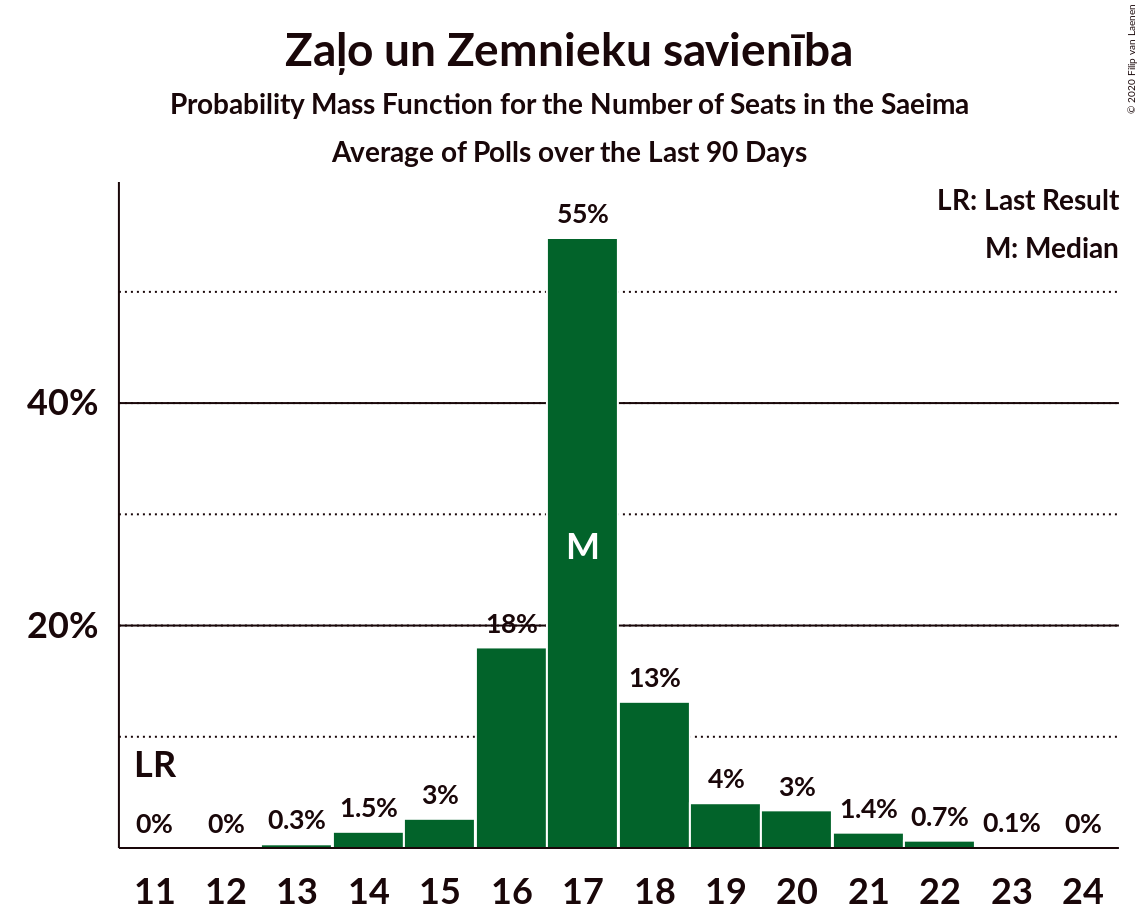 Zaļo un Zemnieku savienība
Probability Mass Function for the Number of Seats in the Saeima
Average of Polls over the Last 90 Days
© 2020 Filip van Laenen
LR: Last Result
M: Median
55%
40%
M
20%
18%
13%
LR
4%
3%
3%
1.5%
1.4%
0.7%
0.3%
0.1%
0%
0%
0%
11 12 13 14 15 16 17 18 19 20 21 22 23 24